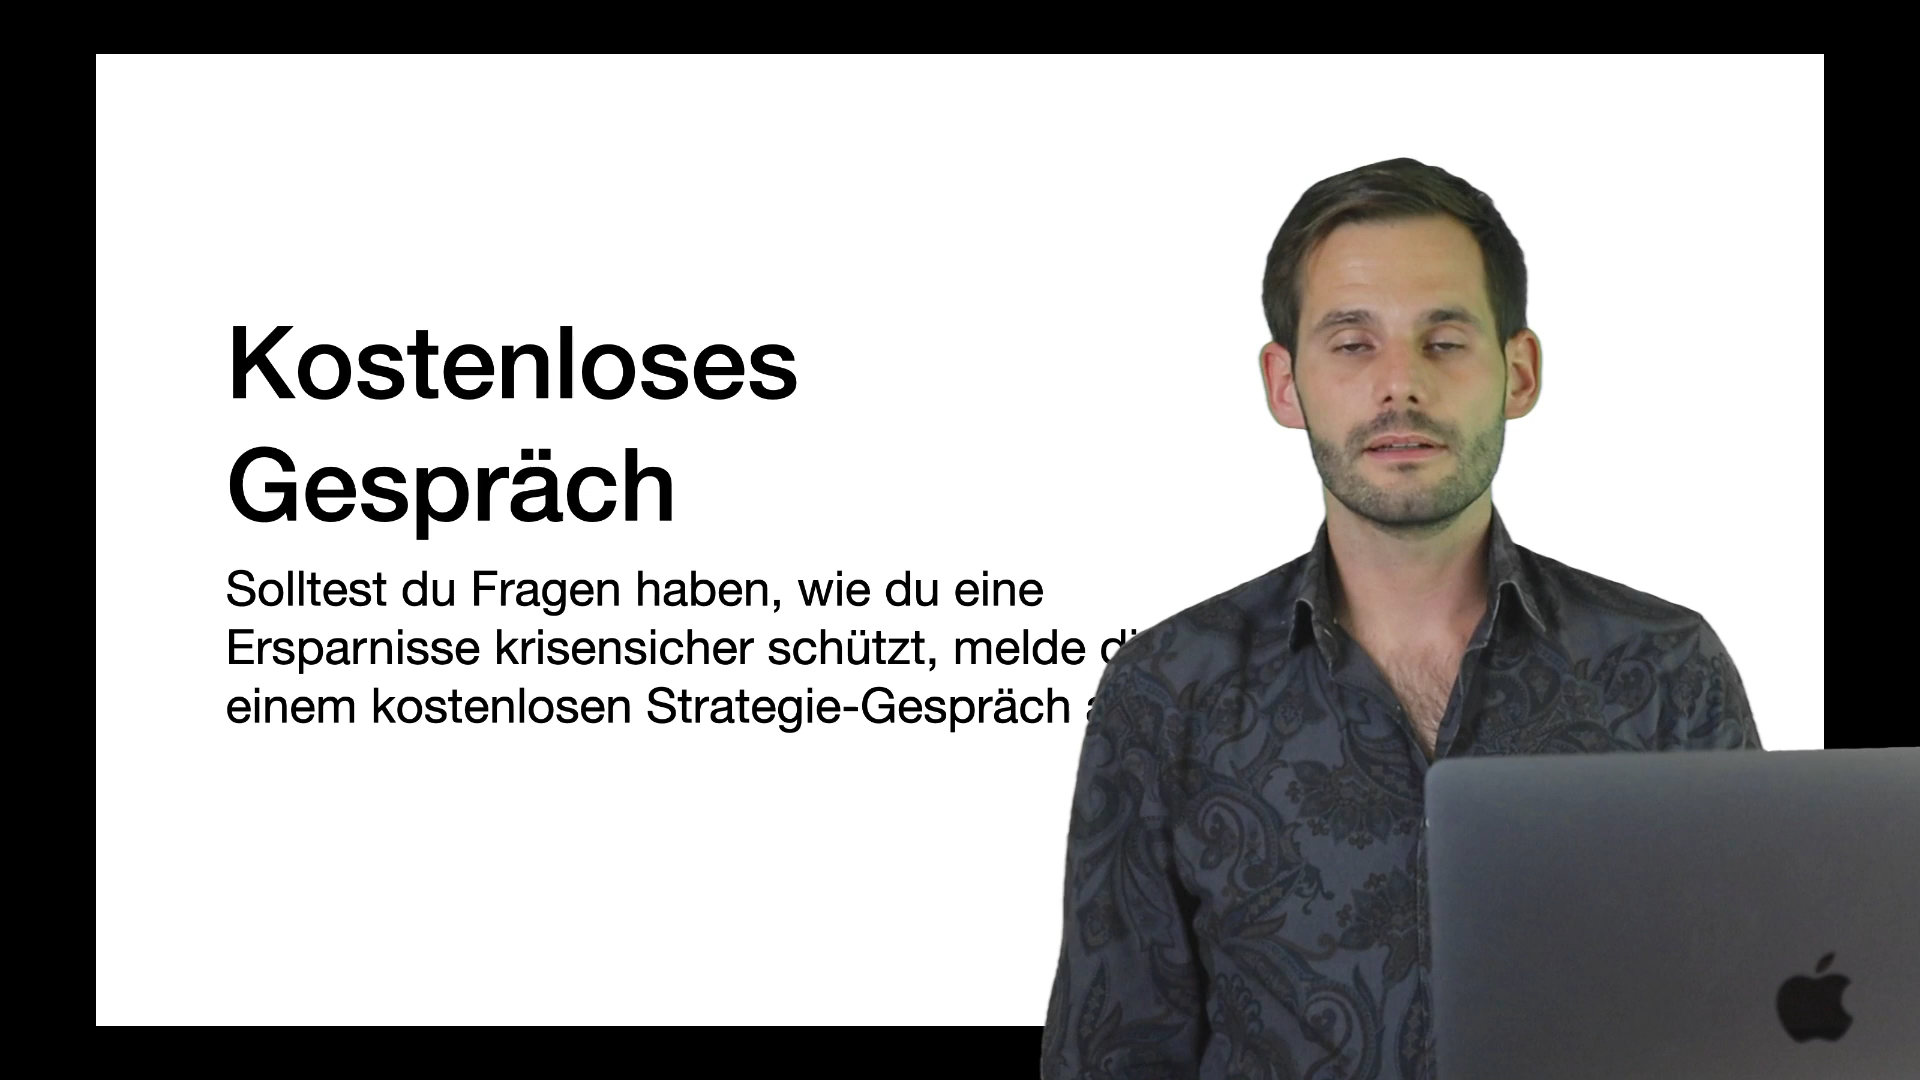 Kostenloses
Gespräch
Solltest du Fragen haben, wie du eine
Ersparnisse krisensicher schützt, melde
einem kostenlosen Strategie-Gespräch